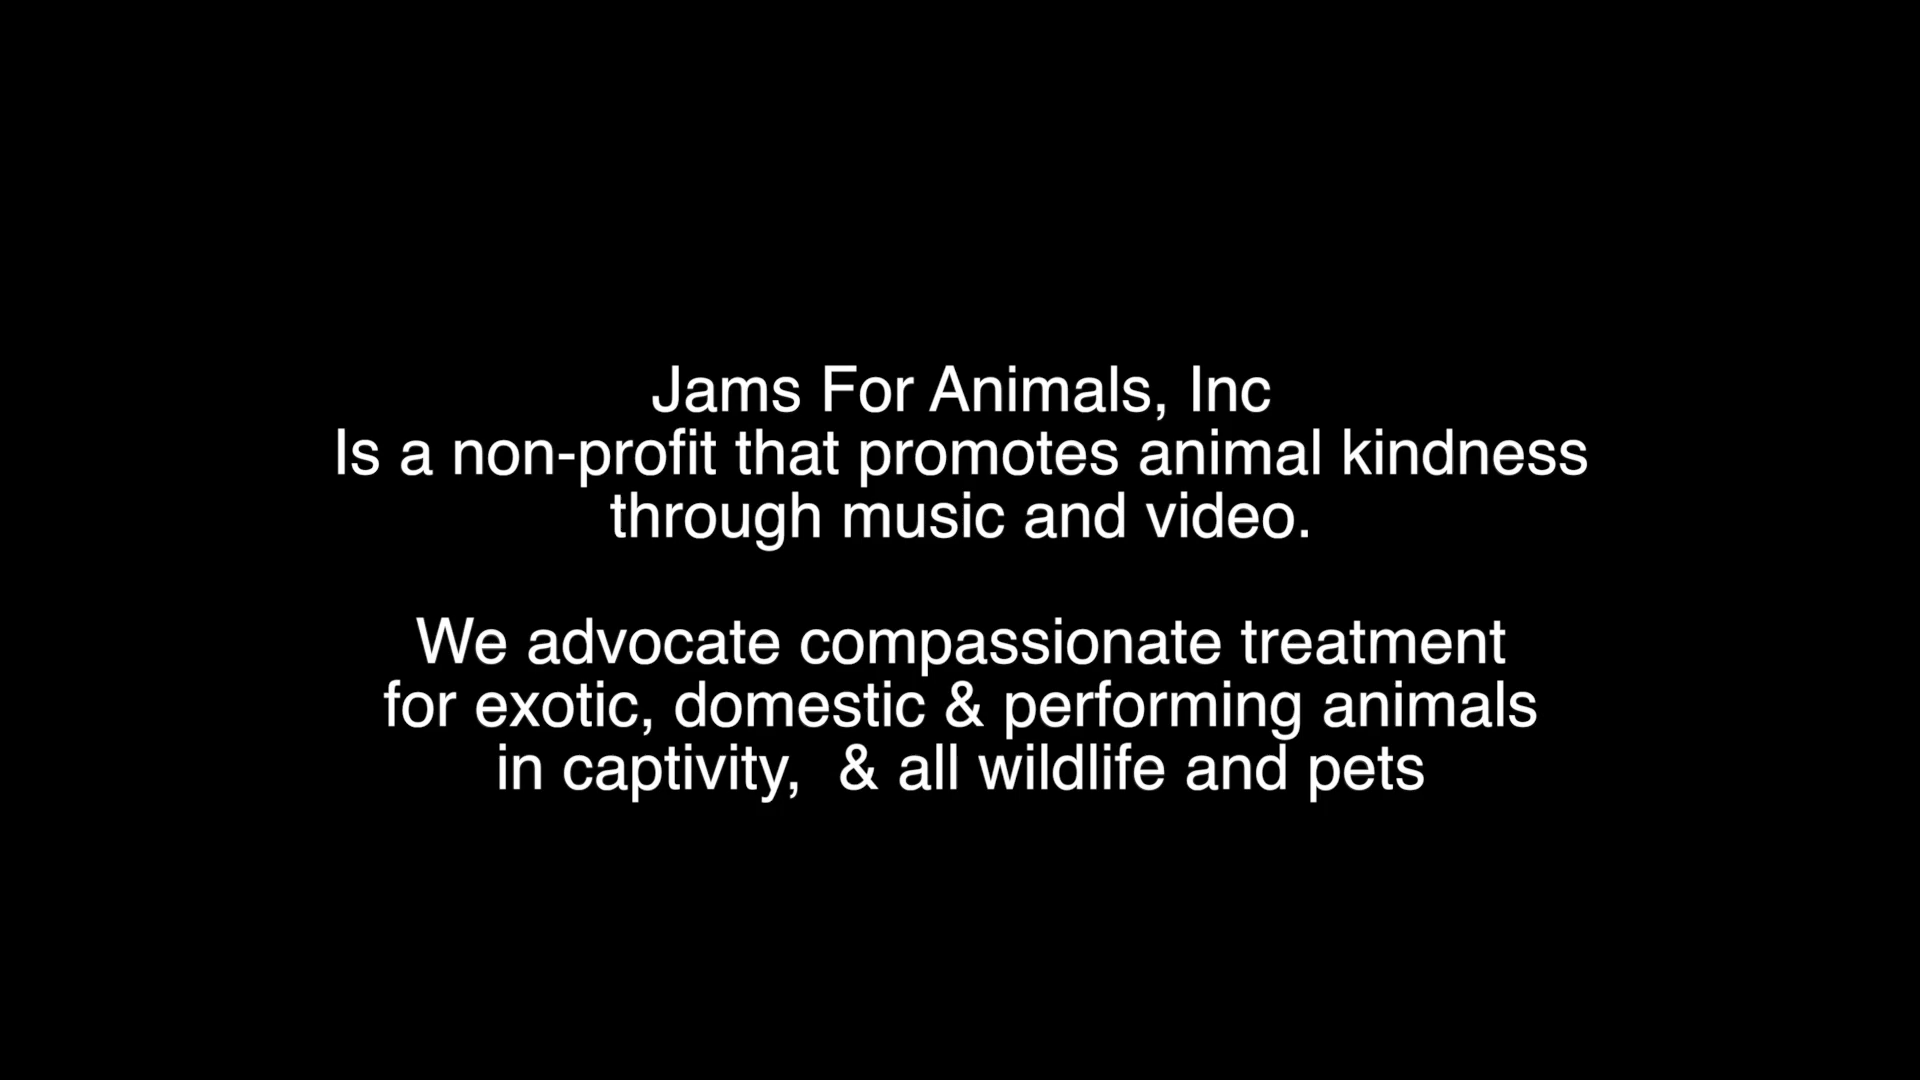 Jams For Animals, Inc
Is a non-profit that promotes animal kindness
through music and video.
We advocate compassionate treatment
for exotic, domestic & performing animals
in captivity,  & all wildlife and pets